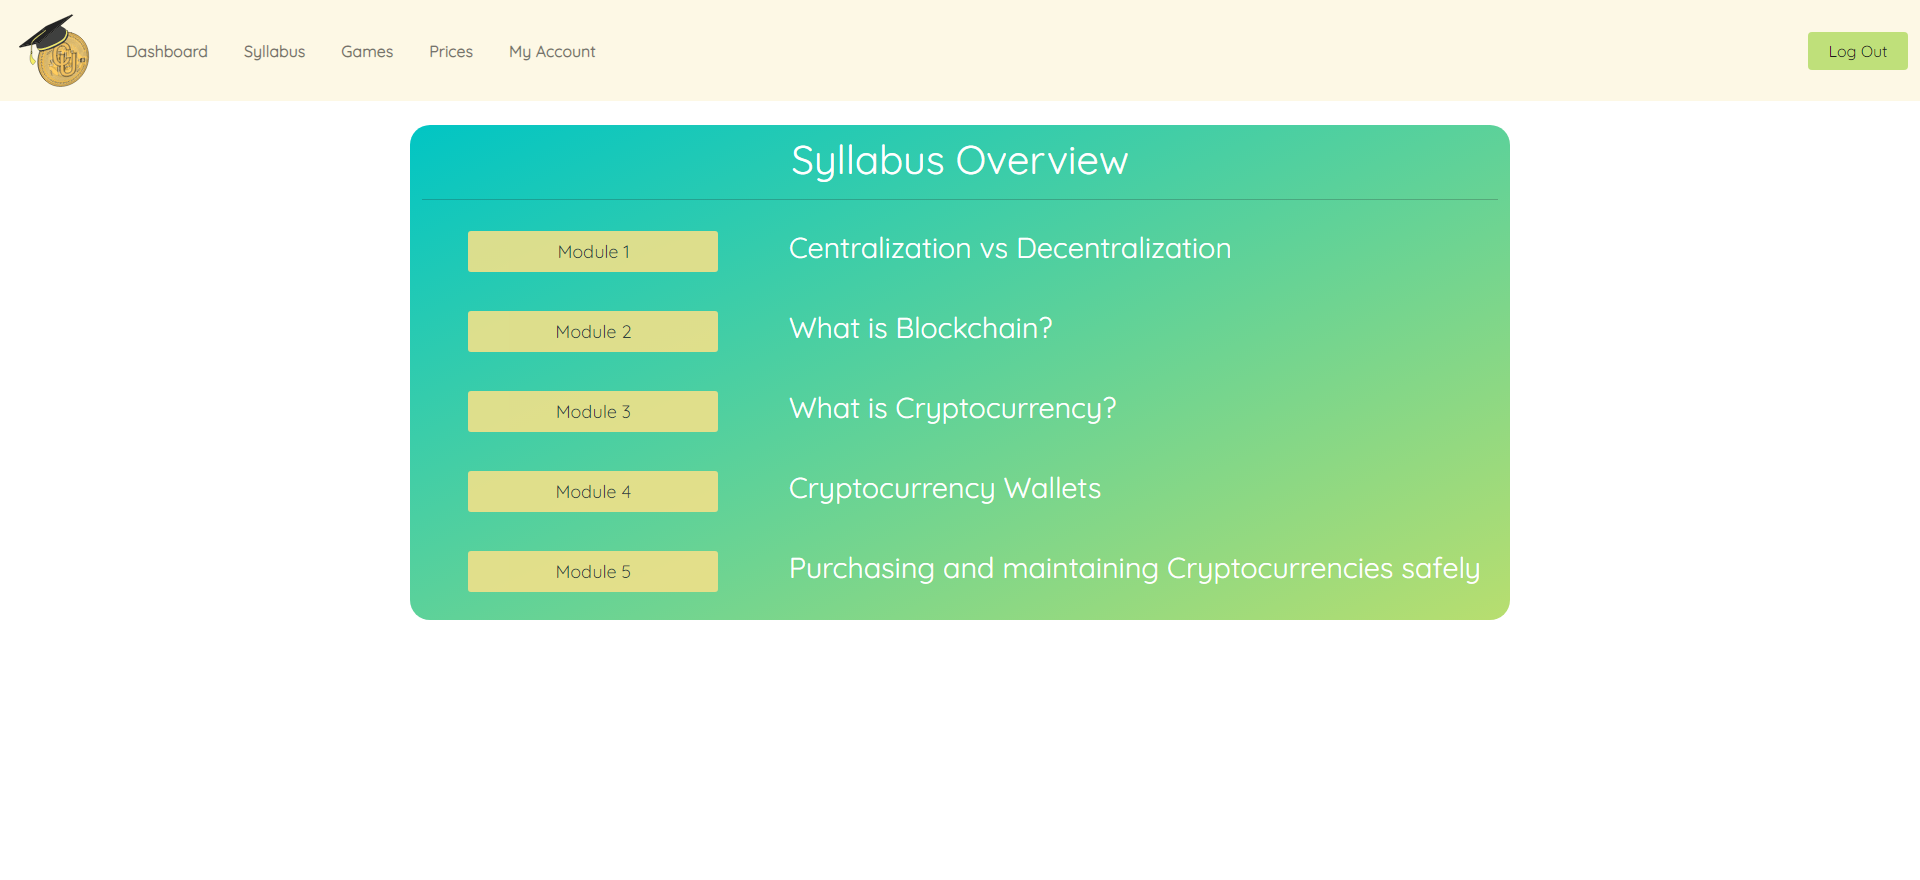 Dashboard Syllabus Games Prices My Account Log Out
Syllabus Overview
Module 1 Centralization vs Decentralization
Module 2 What is Blockchain?
Module 3 What is Cryptocurrency?
Module 4 Cryptocurrency Wallets
Module 5 Purchasing and maintaining Cryptocurrencies safely